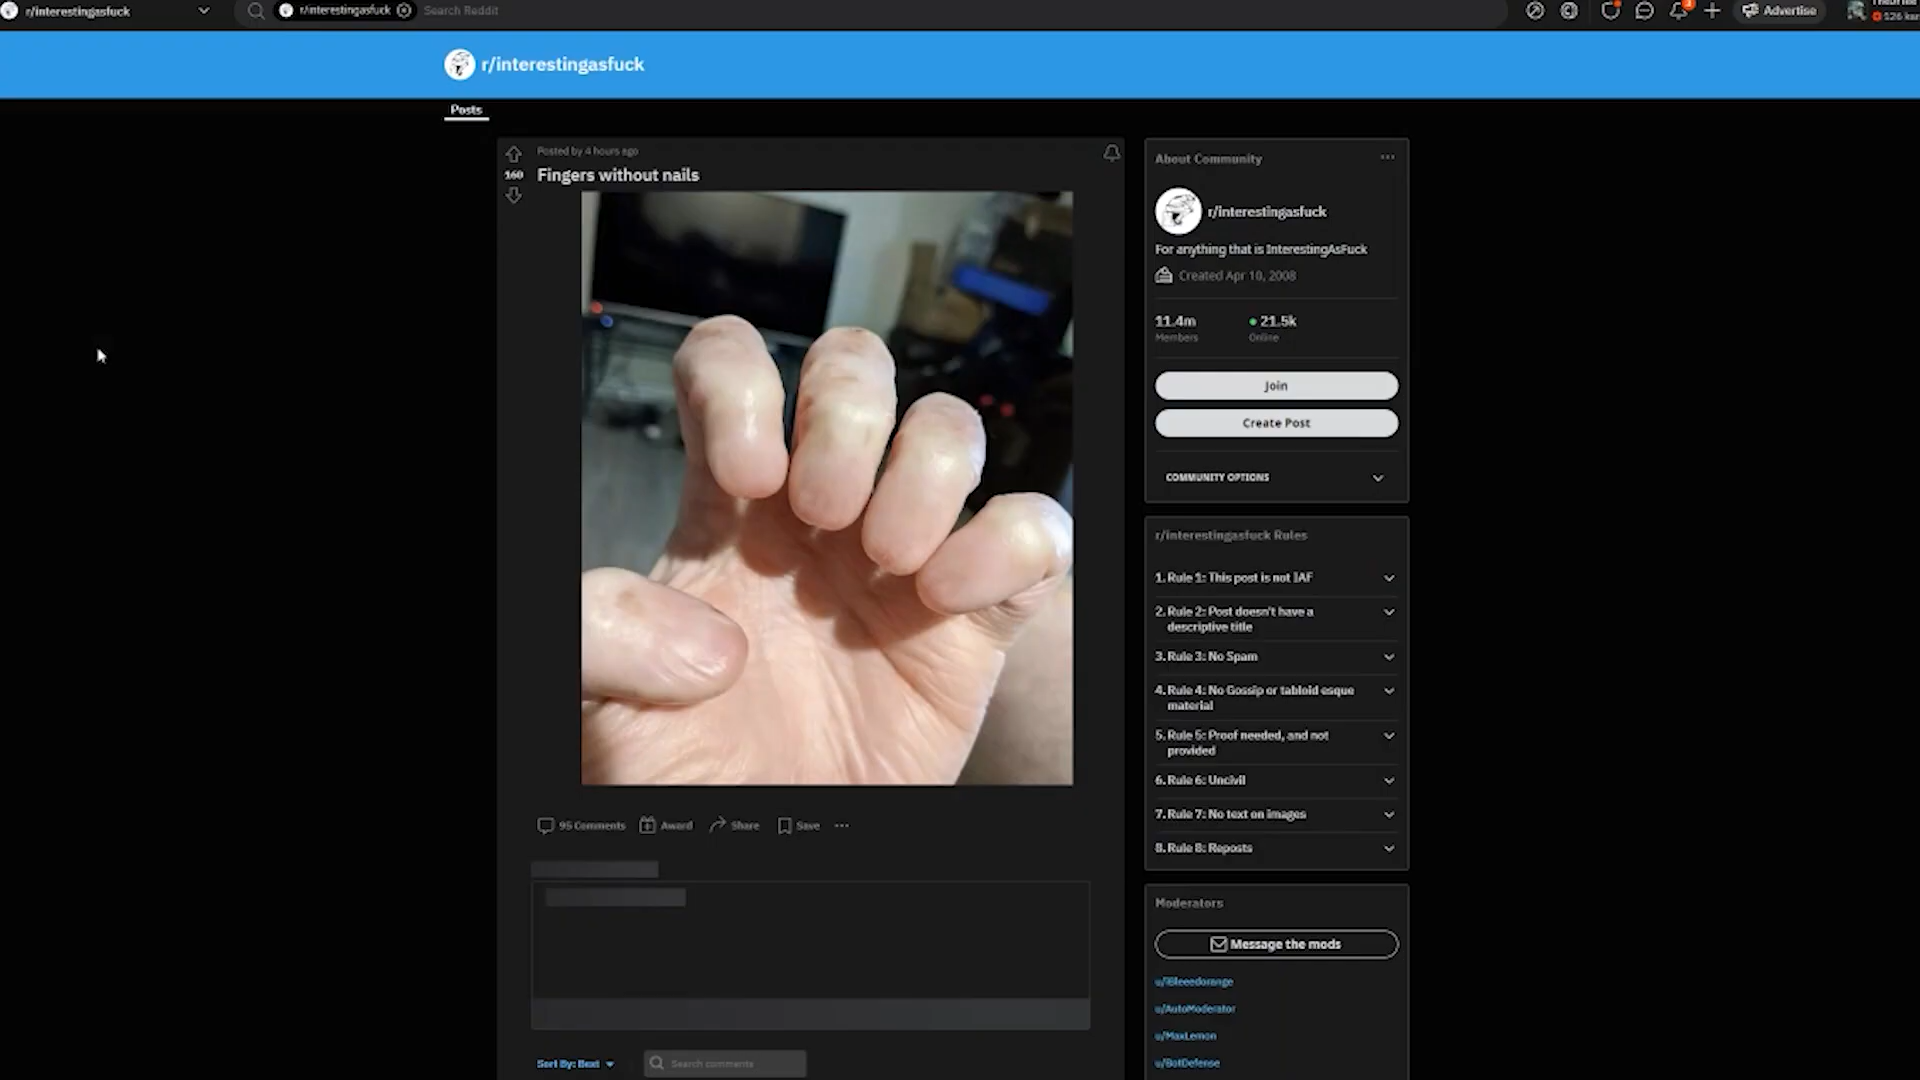 r/interestingasfuck
r/interestingasfuck
Search Reddit
Advertise
r/interestingasfuck
Posts
Posted by 4 hours ago
160
Fingers without nails
95 Comments
Award
Share
Save
Sort By: Best
Search comments
About Community
r/interestingasfuck
For anything that is InterestingAsFuck
Created Apr 10, 2008
11.4m
21.5k
Members
Online
Join
Create Post
COMMUNITY OPTIONS
r/interestingasfuck Rules
1. Rule 1: This post is not IAF
2. Rule 2: Post doesn't have a
descriptive title
3. Rule 3: No Spam
4. Rule 4: No Gossip or tabloid esque
material
5. Rule 5: Proof needed, and not
provided
6. Rule 6: Uncivil
7. Rule 7: No text on images
8. Rule 8: Reposts
Moderators
Message the mods
u/AutoModerator
u/MaxLemon
u/BotDefense